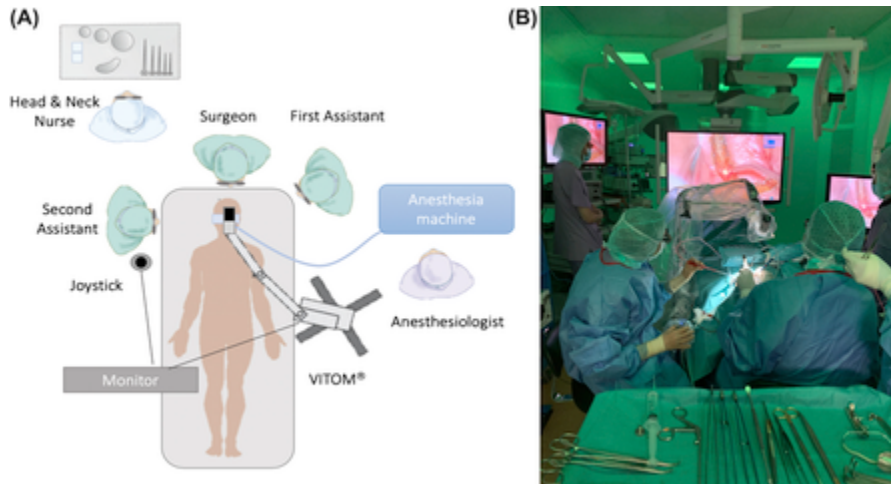 (A)
Head & Neck
Nurse
Surgeon
First Assistant
Second
Assistant
Anesthesia
machine
Joystick
Anesthesiologist
Monitor
VITOM®
(B)